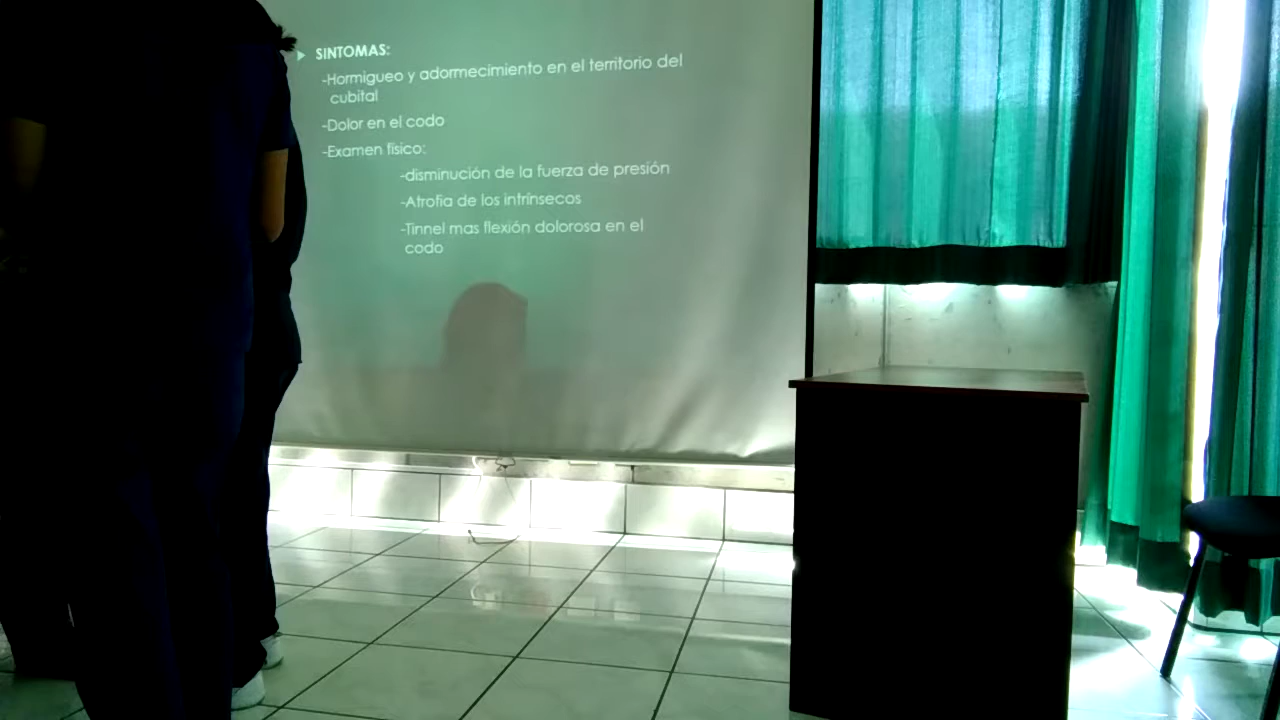 SINTOMAS:
-Hormigueo y adormecimiento en el territorio del
cubital
-Dolor en el codo
-Examen físico:
-disminución de la fuerza de presión
-Atrofia de los intrínsecos
-Tinnel mas flexión dolorosa en el
codo